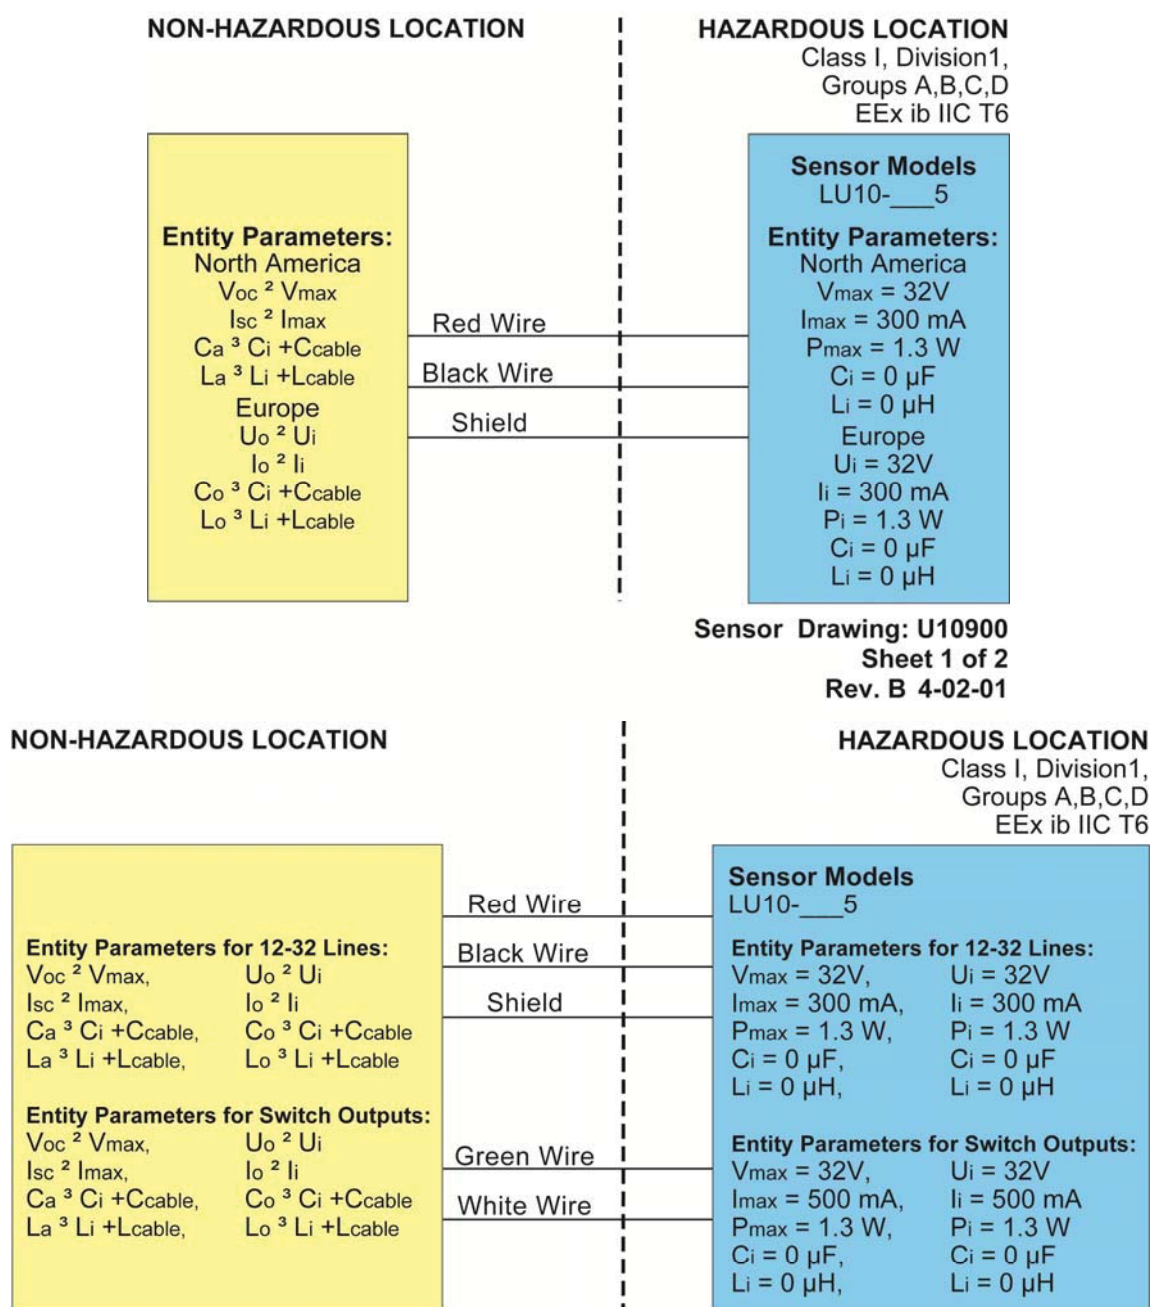 NON-HAZARDOUS LOCATION
HAZARDOUS LOCATION
Class I, Division1,
Groups A,B,C,D
EEx ib IIC T6
Entity Parameters:
North America
Voc ² Vmax
Isc ² Imax
Ca ³ Ci +Ccable
La ³ Li +Lcable
Europe
Uo ² Ui
Io ² Ii
Co ³ Ci +Ccable
Lo ³ Li +Lcable
Red Wire
Black Wire
Shield
Sensor Models
LU10-___5
Entity Parameters:
North America
Vmax = 32V
Imax = 300 mA
Pmax = 1.3 W
Ci = 0 µF
Li = 0 µH
Europe
Ui = 32V
Ii = 300 mA
Pi = 1.3 W
Ci = 0 µF
Li = 0 µH
Sensor Drawing: U10900
Sheet 1 of 2
Rev. B 4-02-01
NON-HAZARDOUS LOCATION
HAZARDOUS LOCATION
Class I, Division1,
Groups A,B,C,D
EEx ib IIC T6
Entity Parameters for 12-32 Lines:
Voc ² Vmax, Uo ² Ui
Isc ² Imax, Io ² Ii
Ca ³ Ci +Ccable, Co ³ Ci +Ccable
La ³ Li +Lcable, Lo ³ Li +Lcable
Entity Parameters for Switch Outputs:
Voc ² Vmax, Uo ² Ui
Isc ² Imax, Io ² Ii
Ca ³ Ci +Ccable, Co ³ Ci +Ccable
La ³ Li +Lcable, Lo ³ Li +Lcable
Red Wire
Black Wire
Shield
Green Wire
White Wire
Sensor Models
LU10-___5
Entity Parameters for 12-32 Lines:
Vmax = 32V, Ui = 32V
Imax = 300 mA, Ii = 300 mA
Pmax = 1.3 W, Pi = 1.3 W
Ci = 0 µF, Ci = 0 µF
Li = 0 µH, Li = 0 µH
Entity Parameters for Switch Outputs:
Vmax = 32V, Ui = 32V
Imax = 500 mA, Ii = 500 mA
Pmax = 1.3 W, Pi = 1.3 W
Ci = 0 µF, Ci = 0 µF
Li = 0 µH, Li = 0 µH